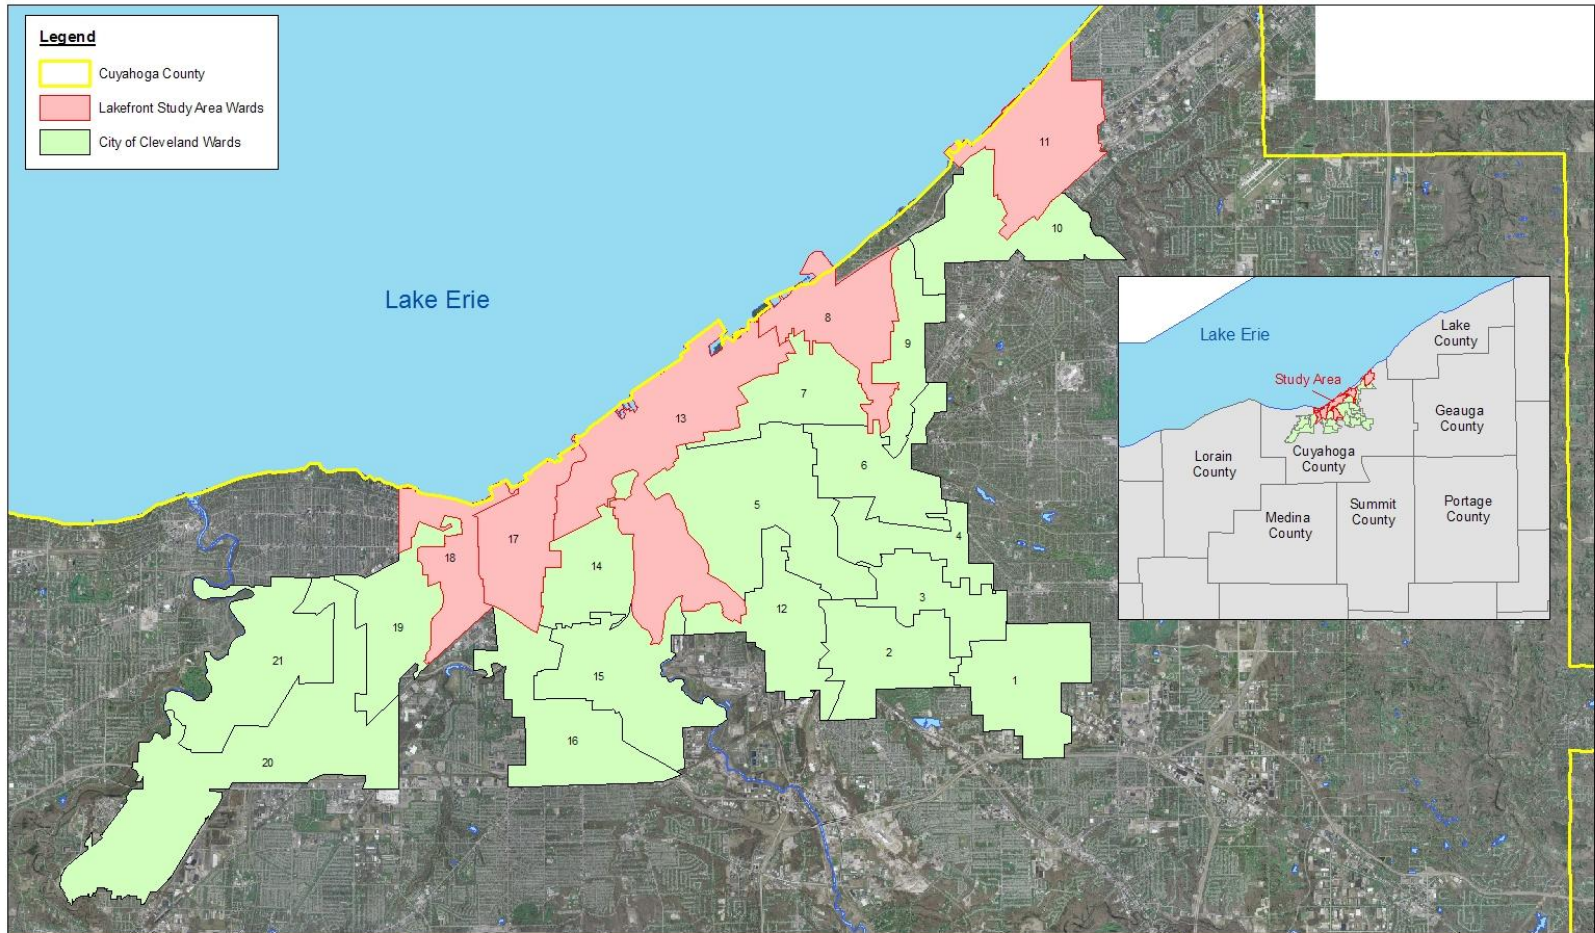 Legend
Cuyahoga County
Lakefront Study Area Wards
City of Cleveland Wards
Lake Erie
11
10
8
9
7
13
6
5
4
17
18
14
3
12
19
2
21
15
1
16
20
Lake Erie
Lake
County
Study Area
Geauga
County
Cuyahoga
County
Lorain
County
Summit
County
Portage
County
Medina
County